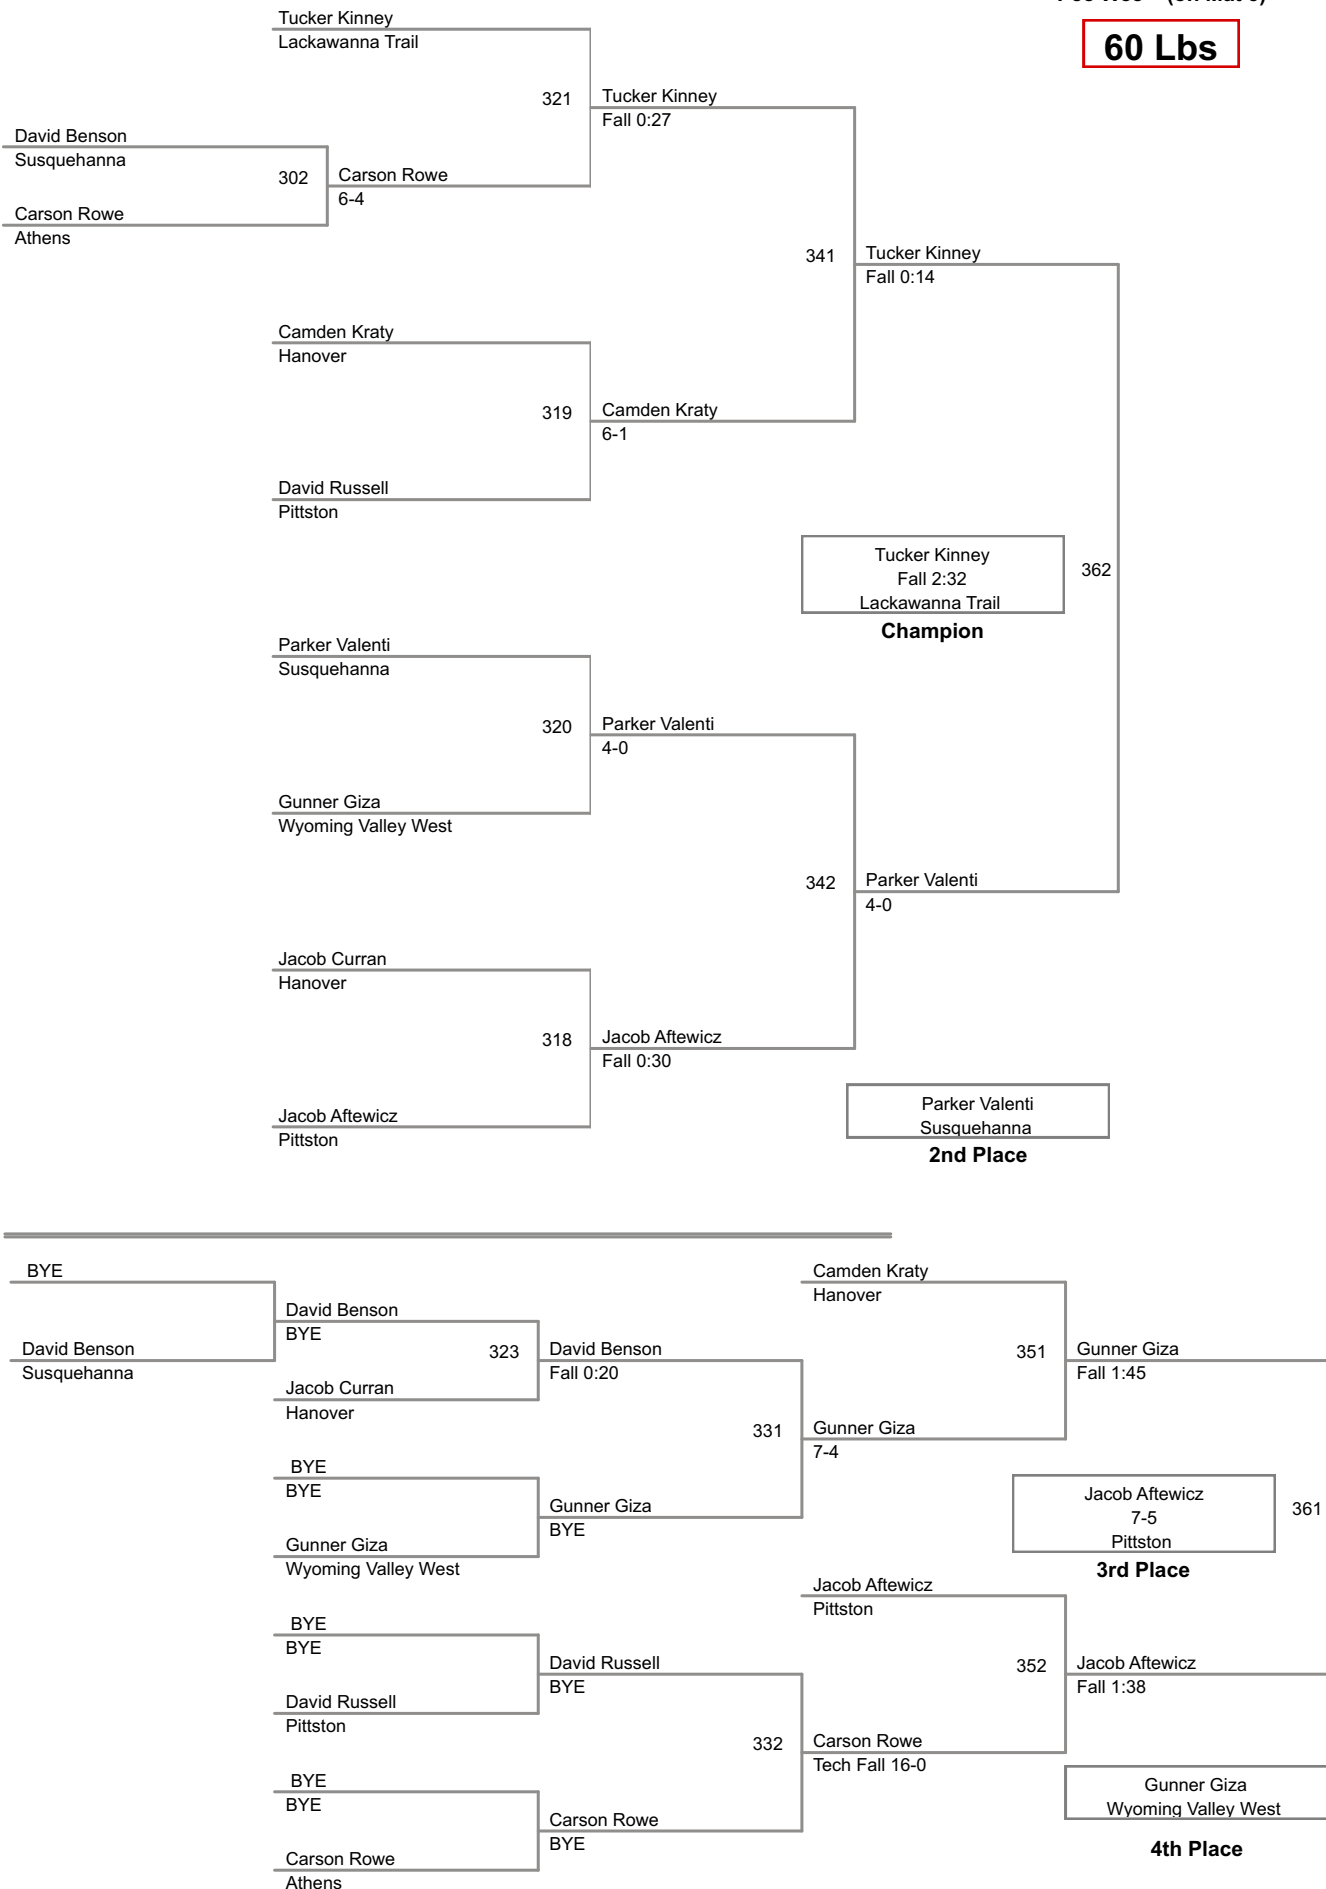 Tucker Kinney
Lackawanna Trail
60 Lbs
321
Tucker Kinney
Fall 0:27
David Benson
Susquehanna
302
Carson Rowe
6-4
Carson Rowe
Athens
341
Tucker Kinney
Fall 0:14
Camden Kraty
Hanover
319
Camden Kraty
6-1
David Russell
Pittston
Tucker Kinney
Fall 2:32
Lackawanna Trail
362
Champion
Parker Valenti
Susquehanna
320
Parker Valenti
4-0
Gunner Giza
Wyoming Valley West
342
Parker Valenti
4-0
Jacob Curran
Hanover
318
Jacob Aftewicz
Fall 0:30
Jacob Aftewicz
Pittston
Parker Valenti
Susquehanna
2nd Place
BYE
Camden Kraty
Hanover
David Benson
BYE
David Benson
Susquehanna
323
David Benson
Fall 0:20
351
Gunner Giza
Fall 1:45
Jacob Curran
Hanover
331
Gunner Giza
7-4
BYE
BYE
Gunner Giza
BYE
Jacob Aftewicz
7-5
Pittston
361
3rd Place
Gunner Giza
Wyoming Valley West
Jacob Aftewicz
Pittston
BYE
BYE
David Russell
BYE
352
Jacob Aftewicz
Fall 1:38
David Russell
Pittston
332
Carson Rowe
Tech Fall 16-0
BYE
BYE
Gunner Giza
Wyoming Valley West
Carson Rowe
BYE
4th Place
Carson Rowe
Athens